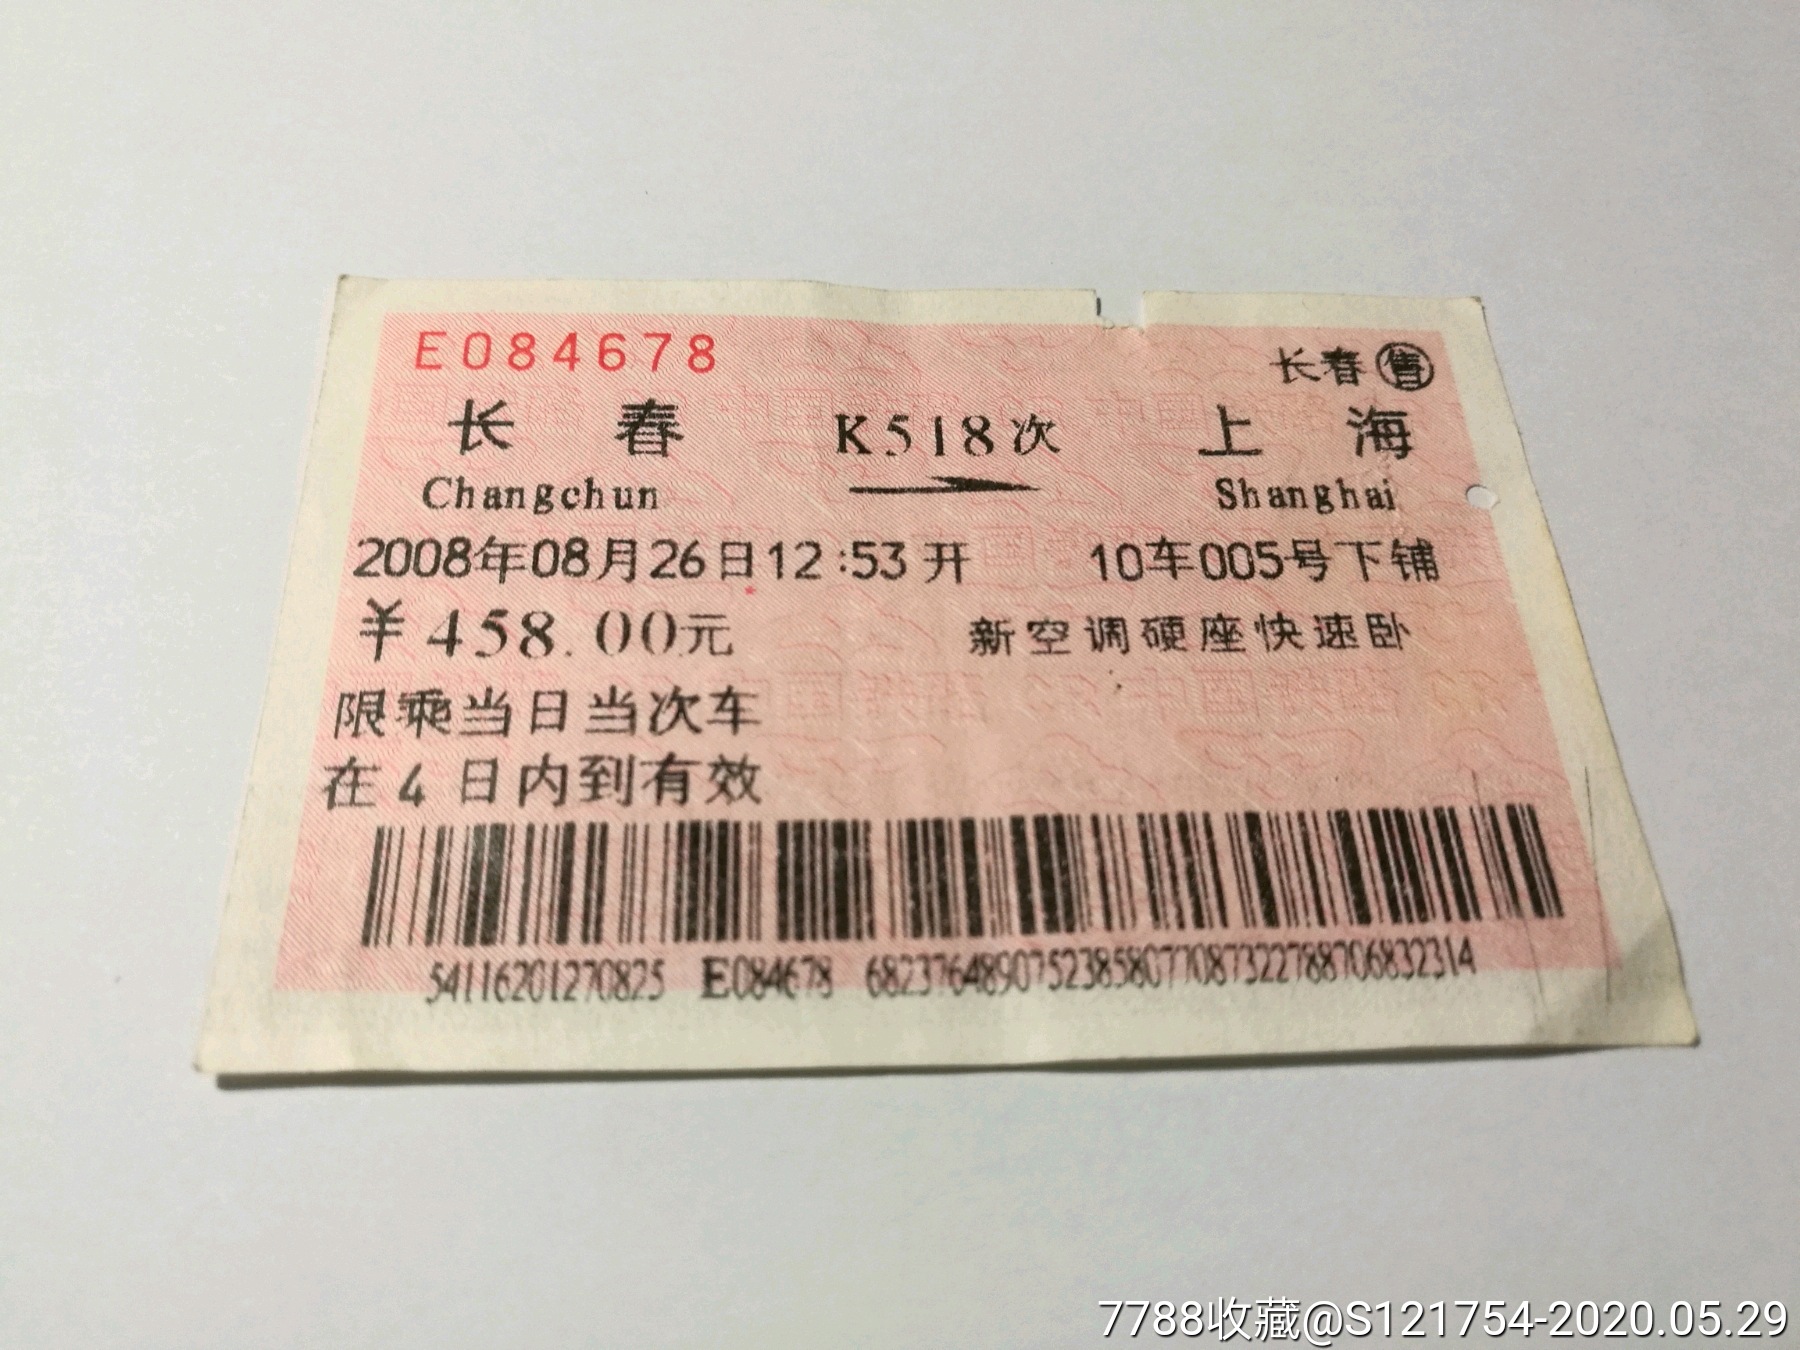 E084678
长春㊝售
长 春 K518次 上 海
Changchun Shanghai
2008年08月26日12:53开 10车005号下铺
￥458.00元 新空调硬座快速卧
限乘当日当次车
在4日内到有效
54116201270825 E084678 6823764890752385807708732278870683​2314
7788收藏@S121754-2020.05.29